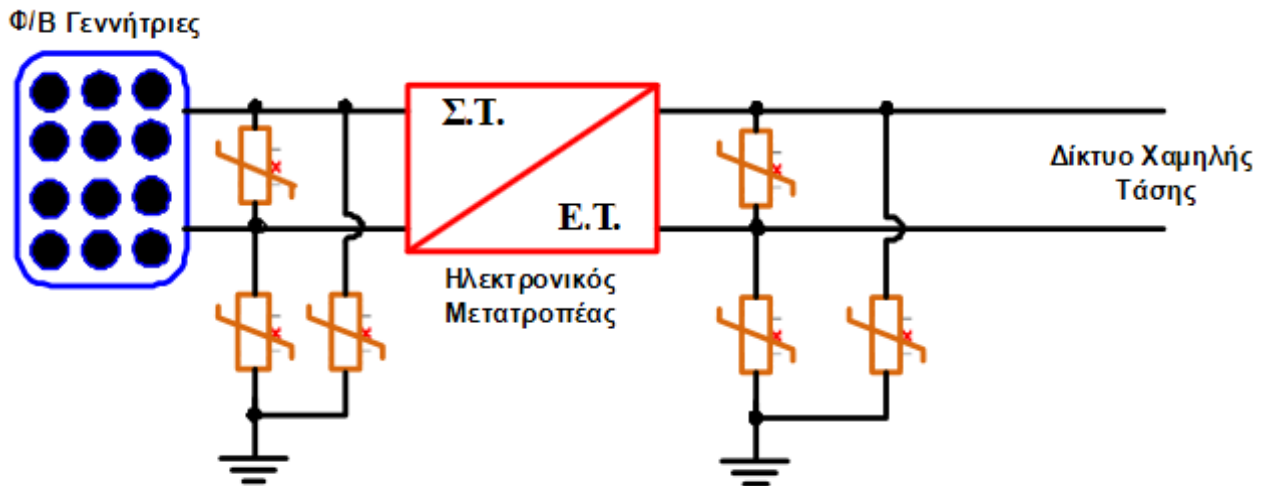 Φ/Β Γεννήτριες
Σ.Τ.
Ε.Τ.
Δίκτυο Χαμηλής
Τάσης
Ηλεκτρονικός
Μετατροπέας